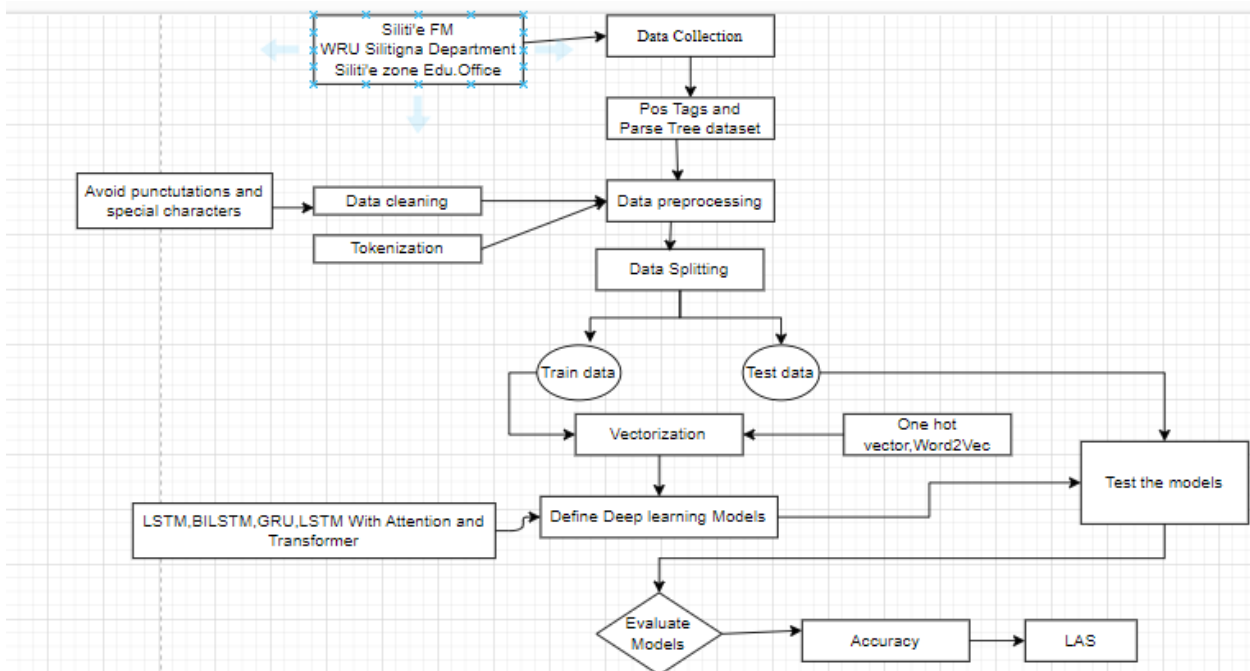 Siliti'e FM
WRU Silitigna Department
Siliti'e zone Edu.Office
Data Collection
Pos Tags and
Parse Tree dataset
Avoid punctutations and
special characters
Data cleaning
Data preprocessing
Tokenization
Data Splitting
Train data
Test data
Vectorization
One hot
vector,Word2Vec
Test the models
LSTM,BILSTM,GRU,LSTM With Attention and
Transformer
Define Deep learning Models
Evaluate
Models
Accuracy
LAS